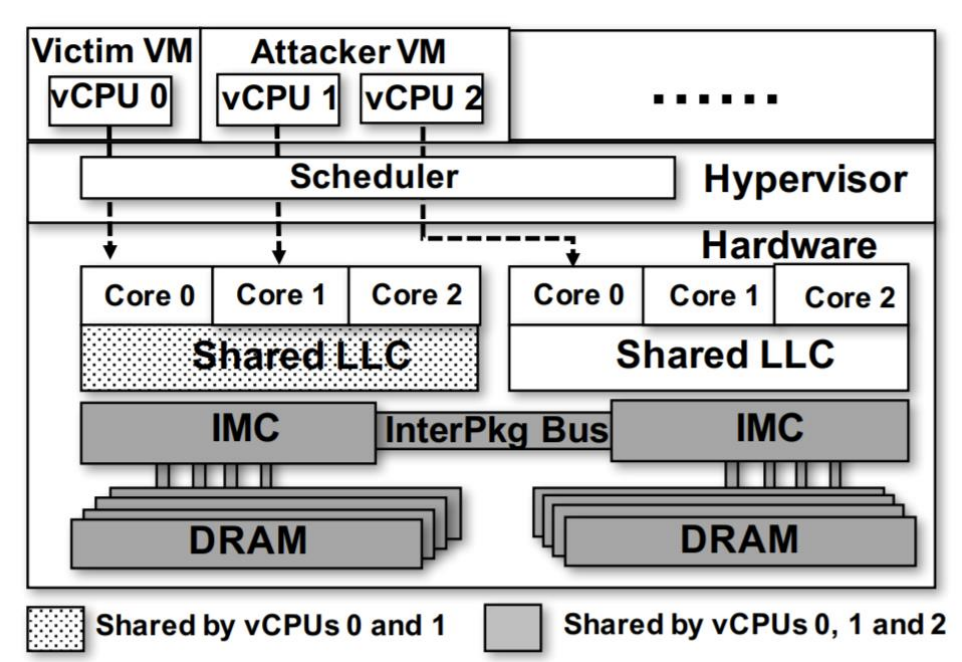 Victim VM
Attacker VM
vCPU 0
vCPU 1
vCPU 2
......
Scheduler
Hypervisor
Hardware
Core 0
Core 1
Core 2
Core 0
Core 1
Core 2
Shared LLC
Shared LLC
IMC
InterPkg Bus
IMC
DRAM
DRAM
Shared by vCPUs 0 and 1
Shared by vCPUs 0, 1 and 2